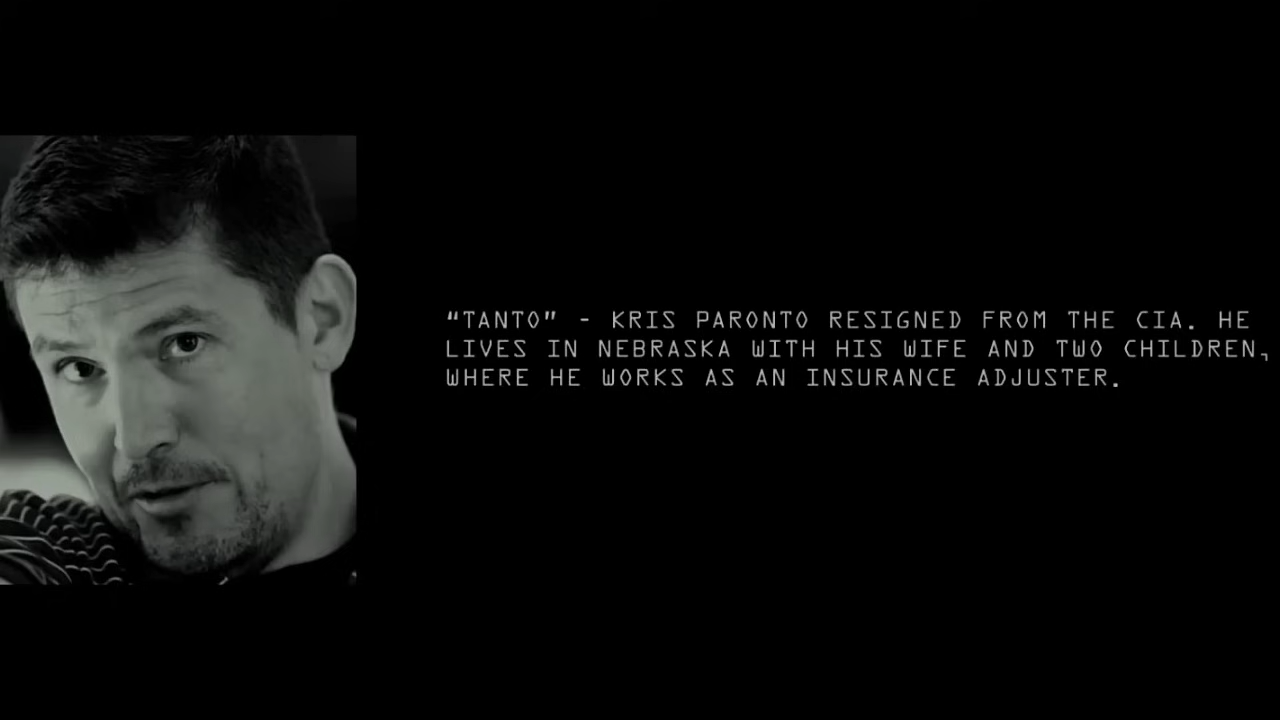 “TANTO” - KRIS PARONTO RESIGNED FROM THE CIA. HE
LIVES IN NEBRASKA WITH HIS WIFE AND TWO CHILDREN,
WHERE HE WORKS AS AN INSURANCE ADJUSTER.